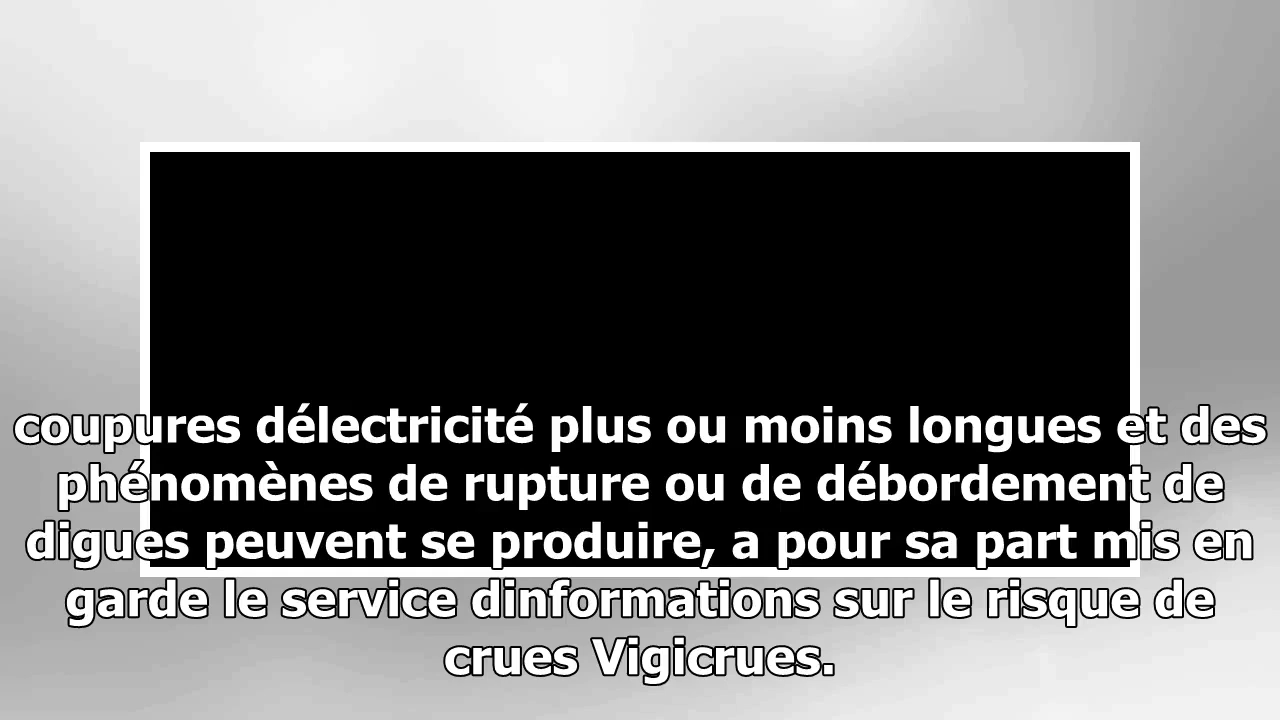 coupures délectricité plus ou moins longues et des
phénomènes de rupture ou de débordement de
digues peuvent se produire, a pour sa part mis en
garde le service dinformations sur le risque de
crues Vigicrues.